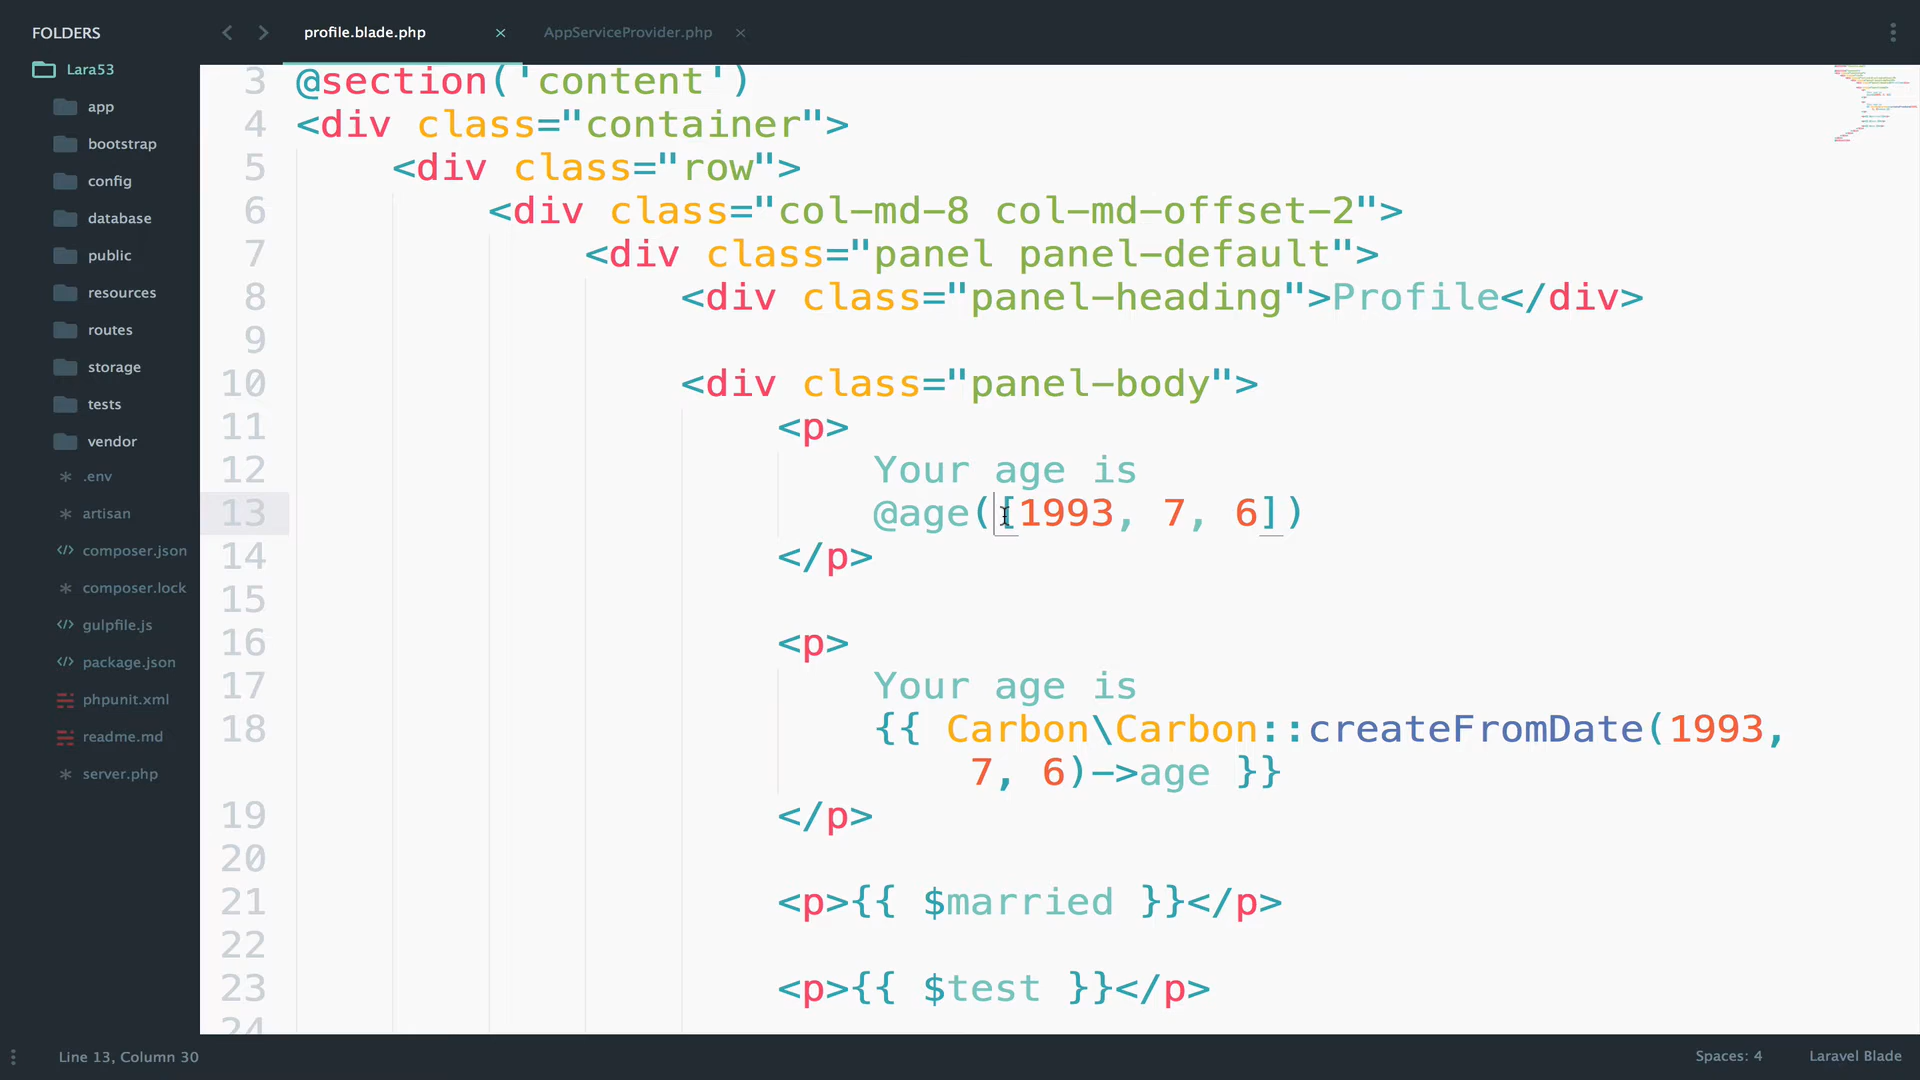 FOLDERS
Lara53
app
bootstrap
config
database
public
resources
routes
storage
tests
vendor
.env
artisan
composer.json
composer.lock
gulpfile.js
package.json
phpunit.xml
readme.md
server.php
profile.blade.php
AppServiceProvider.php
3 @section('content')
4 <div class="container">
5 <div class="row">
6 <div class="col-md-8 col-md-offset-2">
7 <div class="panel panel-default">
8 <div class="panel-heading">Profile</div>
9
10 <div class="panel-body">
11 <p>
12 Your age is
13 @age([1993, 7, 6])
14 </p>
15
16 <p>
17 Your age is
18 {{ Carbon\Carbon::createFromDate(1993,
7, 6)->age }}
19 </p>
20
21 <p>{{ $married }}</p>
22
23 <p>{{ $test }}</p>
24
Line 13, Column 30
Spaces: 4
Laravel Blade